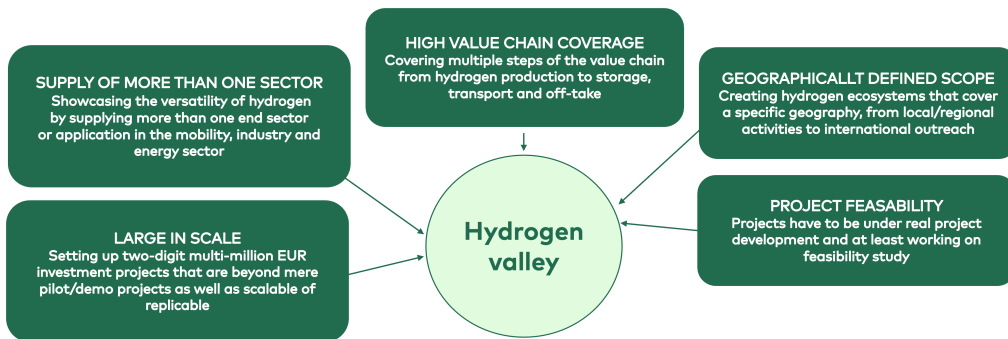 HIGH VALUE CHAIN COVERAGE
Covering multiple steps of the value chain
from hydrogen production to storage,
transport and off-take
SUPPLY OF MORE THAN ONE SECTOR
Showcasing the versatility of hydrogen
by supplying more than one end sector
or application in the mobility, industry and
energy sector
GEOGRAPHICALLT DEFINED SCOPE
Creating hydrogen ecosystems that cover
a specific geography, from local/regional
activities to international outreach
LARGE IN SCALE
Setting up two-digit multi-million EUR
investment projects that are beyond mere
pilot/demo projects as well as scalable of
replicable
Hydrogen
valley
PROJECT FEASABILITY
Projects have to be under real project
development and at least working on
feasibility study